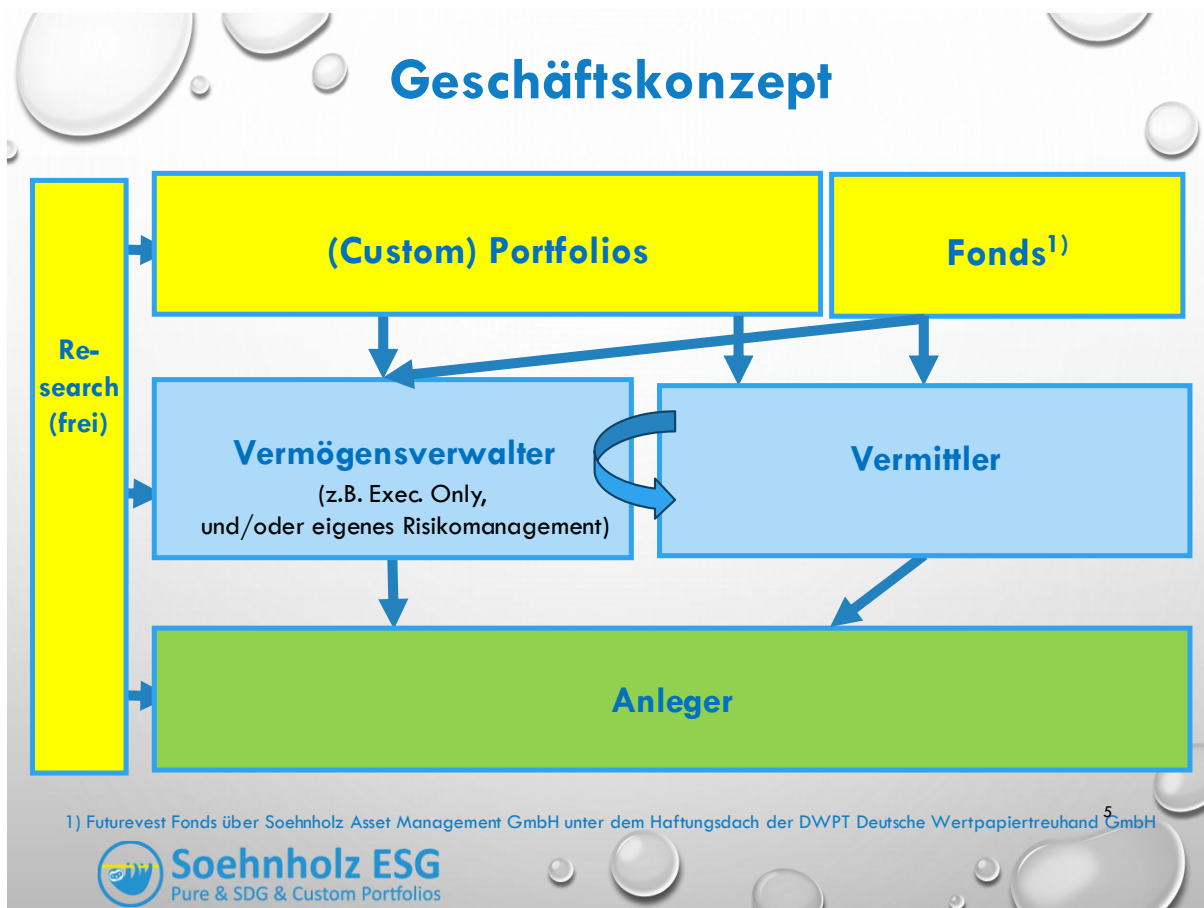 Geschäftskonzept
(Custom) Portfolios
Fonds1)
Re-
search
(frei)
Vermögensverwalter
(z.B. Exec. Only,
und/oder eigenes Risikomanagement)
Vermittler
Anleger
5
1) Futurevest Fonds über Soehnholz Asset Management GmbH unter dem Haftungsdach der DWPT Deutsche Wertpapiertreuhand GmbH
Soehnholz ESG
Pure & SDG & Custom Portfolios